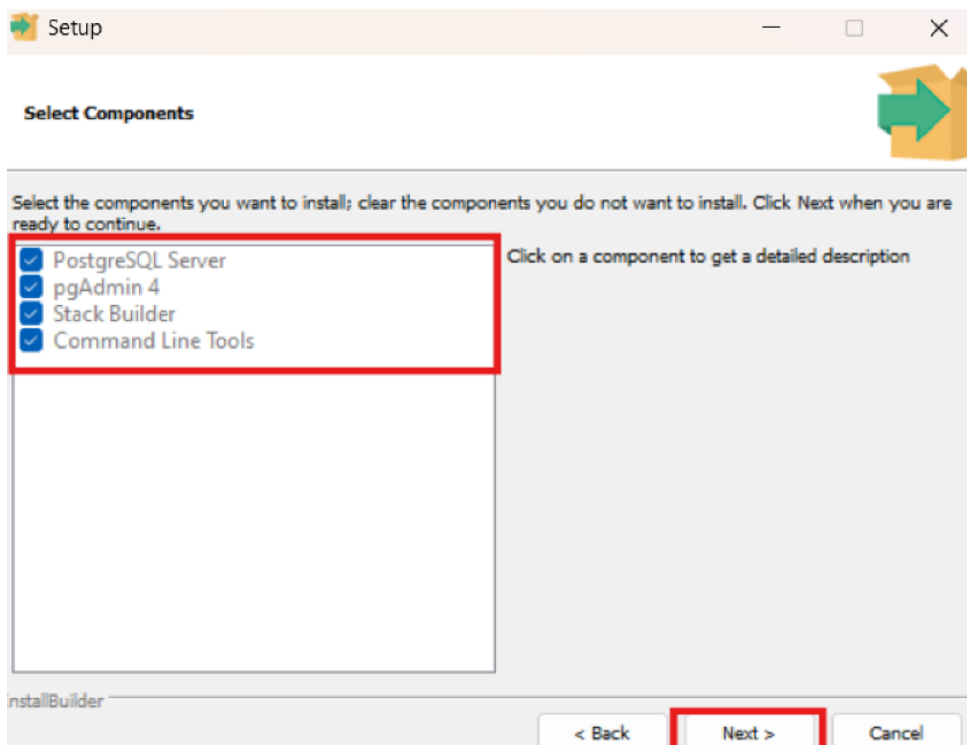 Setup
Select Components
Select the components you want to install; clear the components you do not want to install. Click Next when you are
ready to continue.
PostgreSQL Server
pgAdmin 4
Stack Builder
Command Line Tools
Click on a component to get a detailed description
InstallBuilder
< Back
Next >
Cancel